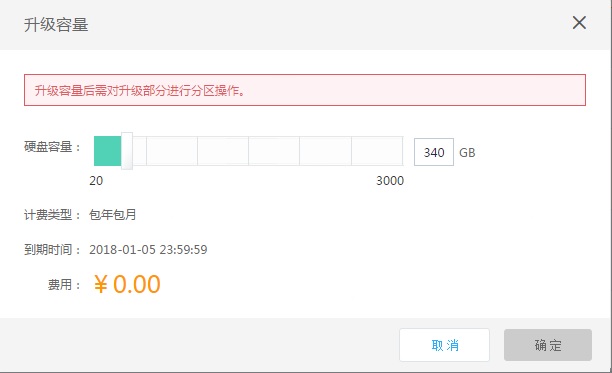 升级容量
升级容量后需对升级部分进行分区操作。
硬盘容量： 340 GB
20 3000
计费类型： 包年包月
到期时间： 2018-01-05 23:59:59
费用： ￥0.00
取消 确定